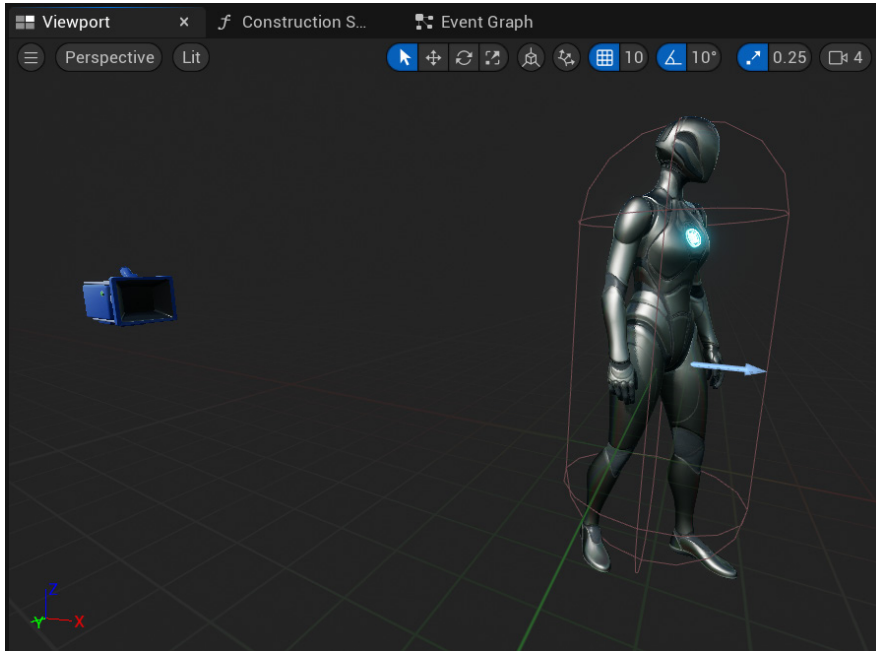 Viewport × Construction S... Event Graph
Perspective Lit 10 10° 0.25 4
Z
Y X